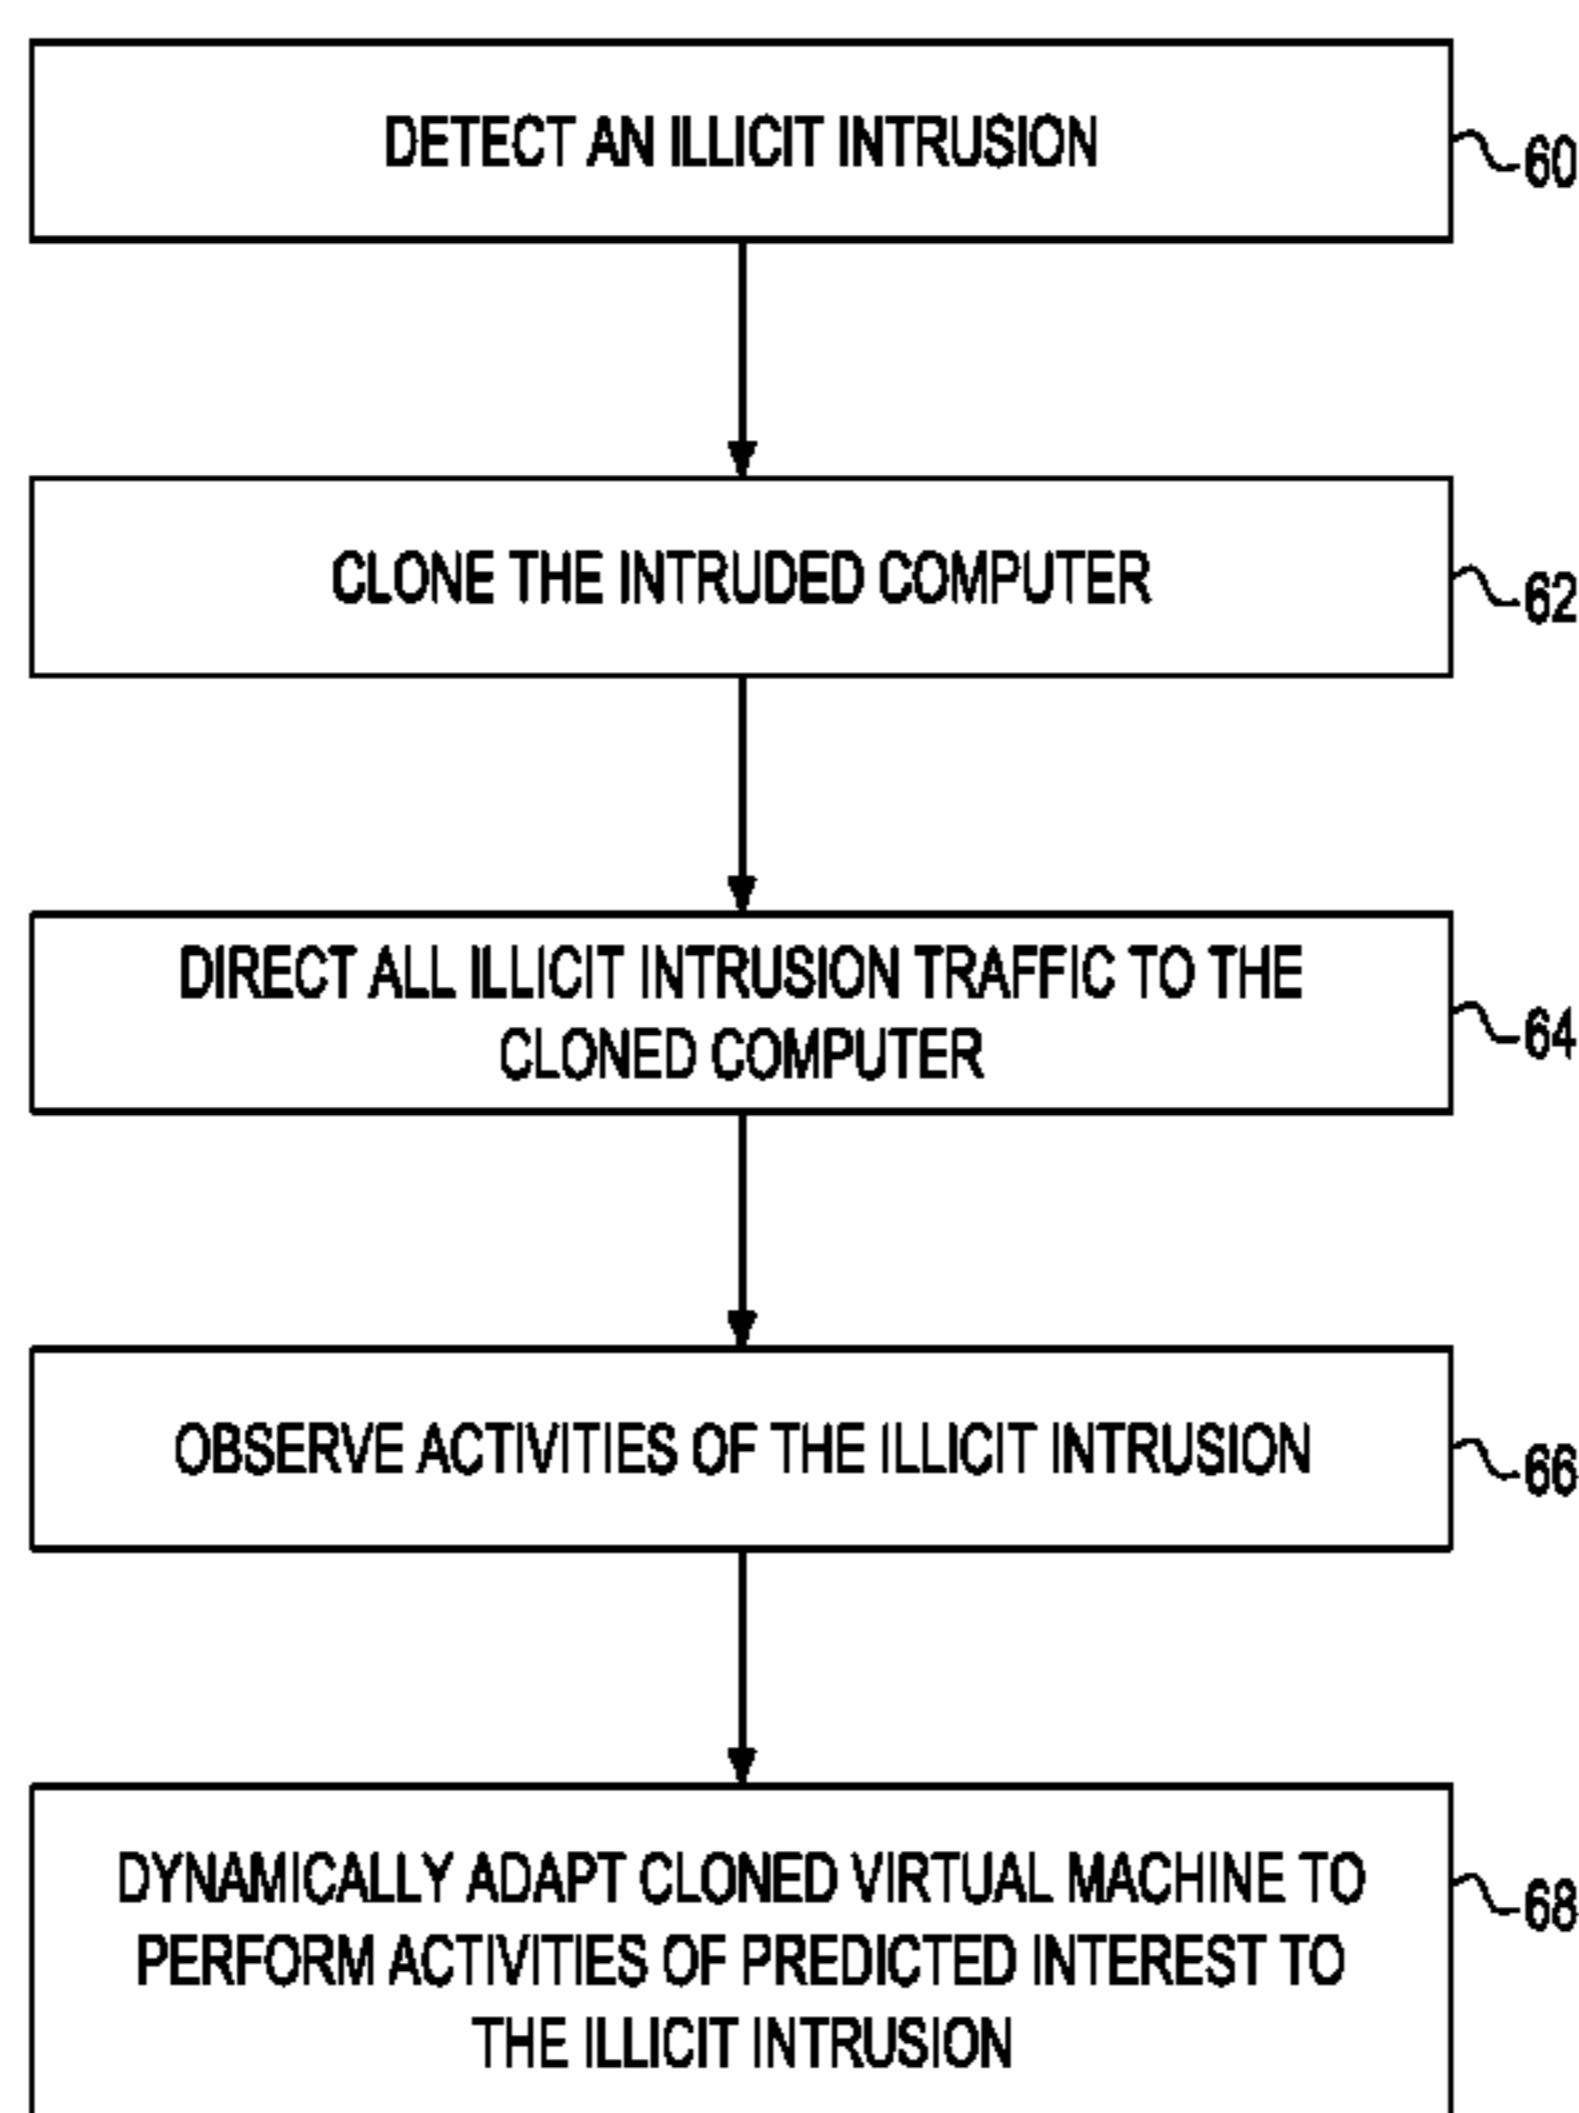 DETECT AN ILLICIT INTRUSION
60
CLONE THE INTRUDED COMPUTER
62
DIRECT ALL ILLICIT INTRUSION TRAFFIC TO THE
CLONED COMPUTER
64
OBSERVE ACTIVITIES OF THE ILLICIT INTRUSION
66
DYNAMICALLY ADAPT CLONED VIRTUAL MACHINE TO
PERFORM ACTIVITIES OF PREDICTED INTEREST TO
THE ILLICIT INTRUSION
68